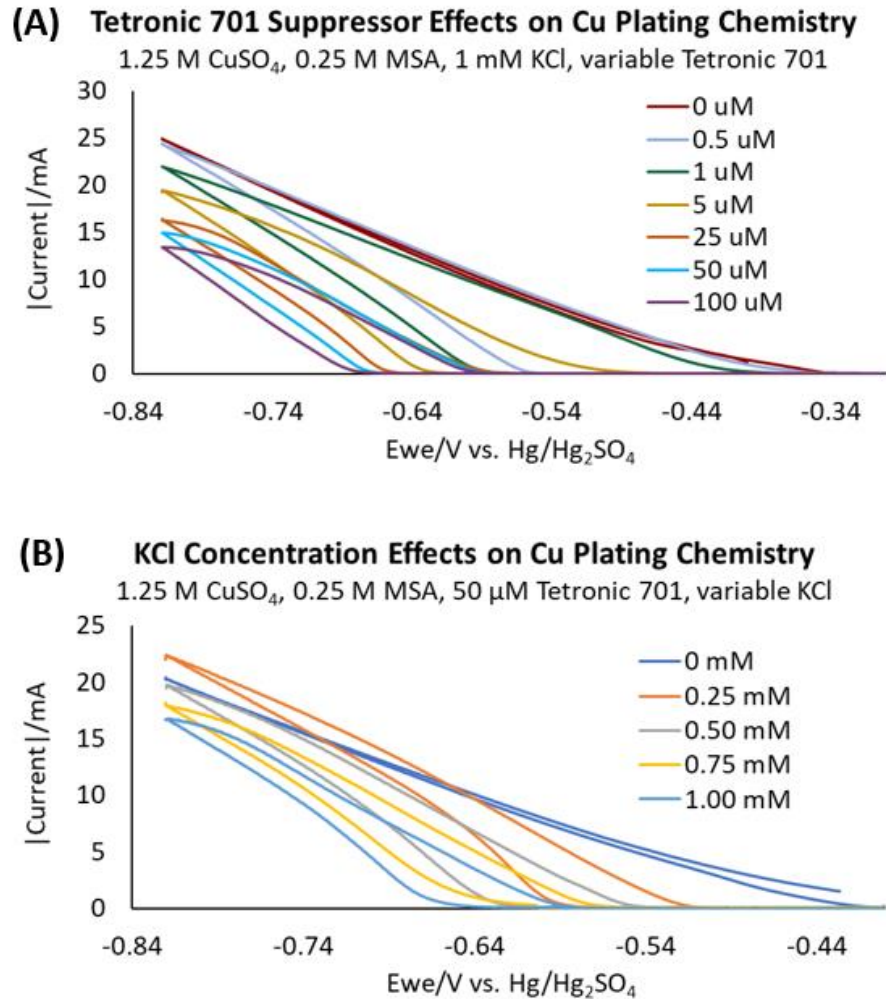 (A) Tetronic 701 Suppressor Effects on Cu Plating Chemistry
1.25 M CuSO₄, 0.25 M MSA, 1 mM KCl, variable Tetronic 701
30
25
20
15
10
5
0
|Current|/mA
0 uM
0.5 uM
1 uM
5 uM
25 uM
50 uM
100 uM
-0.84 -0.74 -0.64 -0.54 -0.44 -0.34
Ewe/V vs. Hg/Hg₂SO₄
(B) KCl Concentration Effects on Cu Plating Chemistry
1.25 M CuSO₄, 0.25 M MSA, 50 µM Tetronic 701, variable KCl
25
20
15
10
5
0
|Current|/mA
0 mM
0.25 mM
0.50 mM
0.75 mM
1.00 mM
-0.84 -0.74 -0.64 -0.54 -0.44
Ewe/V vs. Hg/Hg₂SO₄